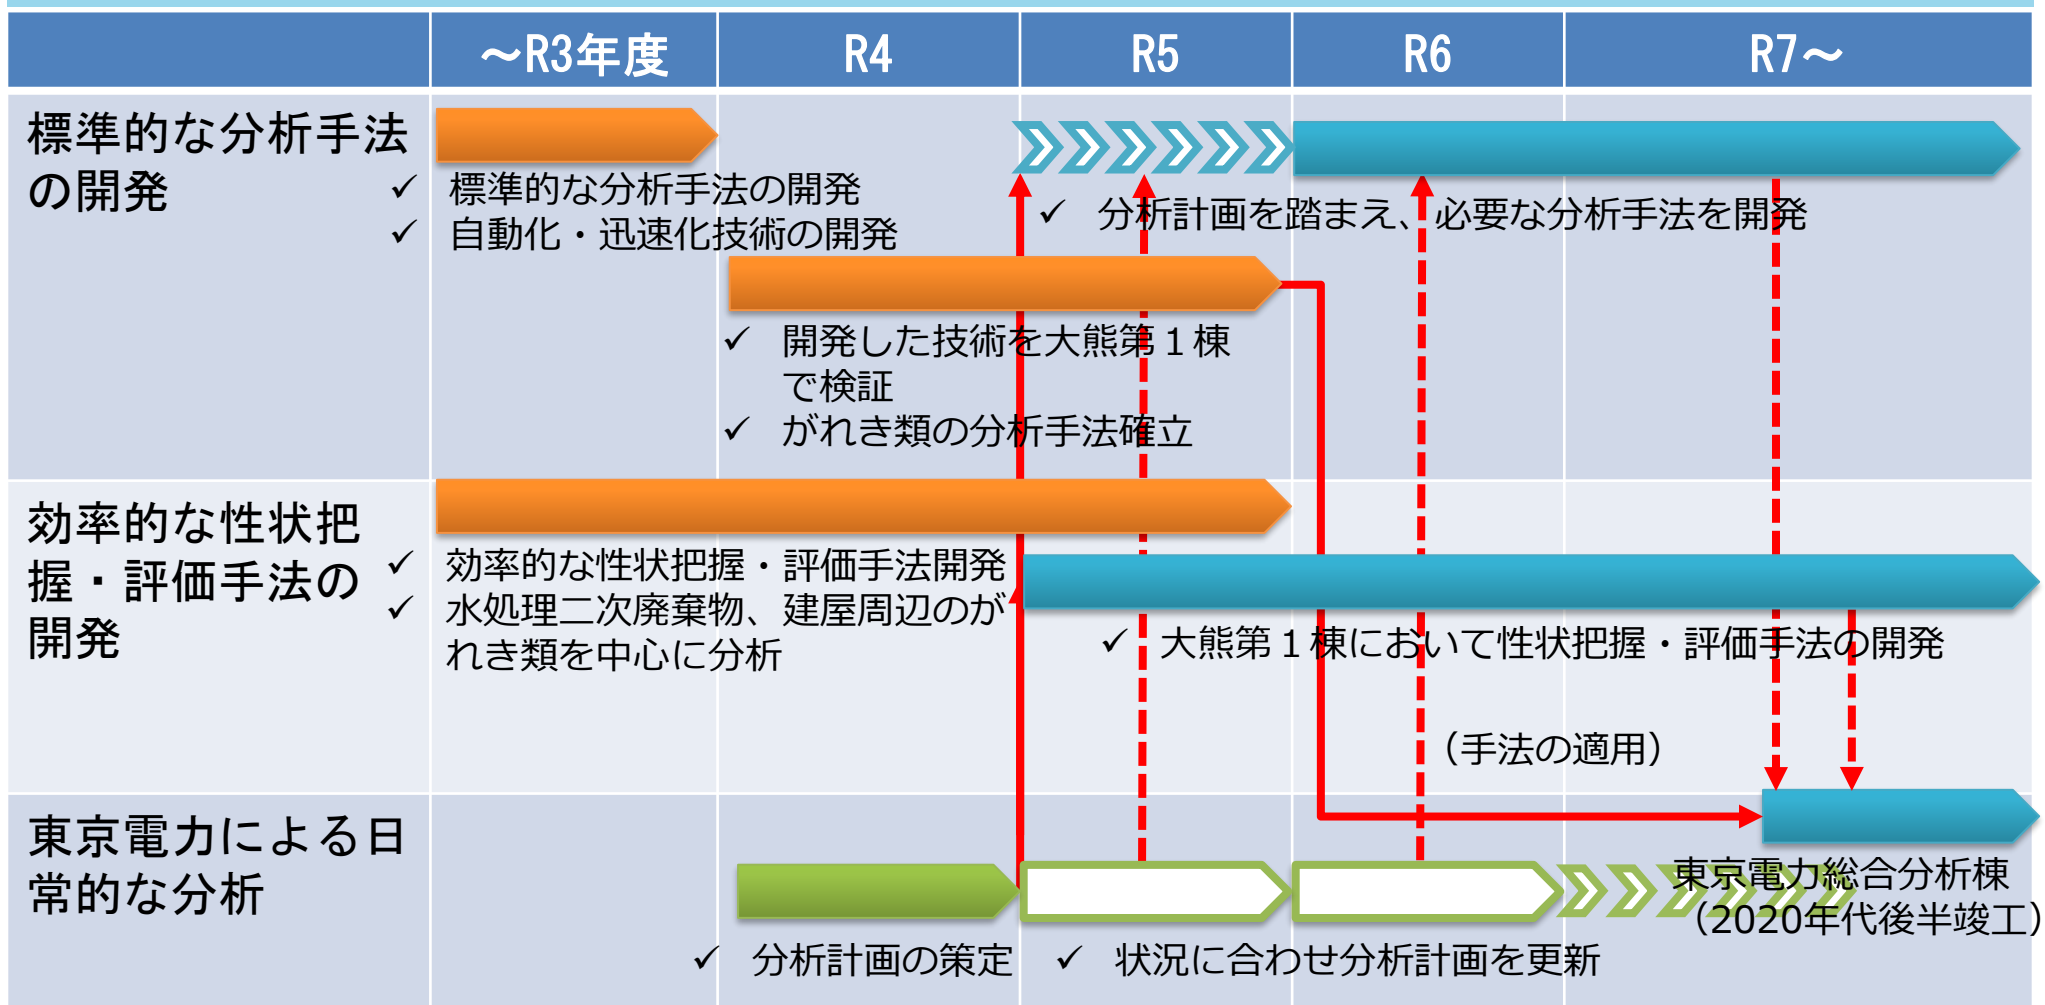 ～R3年度
R4
R5
R6
R7～
標準的な分析手法
の開発
✓ 標準的な分析手法の開発
✓ 自動化・迅速化技術の開発
✓ 分析計画を踏まえ、必要な分析手法を開発
✓ 開発した技術を大熊第１棟
で検証
✓ がれき類の分析手法確立
効率的な性状把
握・評価手法の
開発
✓ 効率的な性状把握・評価手法開発
✓ 水処理二次廃棄物、建屋周辺のが
れき類を中心に分析
✓ 大熊第１棟において性状把握・評価手法の開発
（手法の適用）
東京電力による日
常的な分析
✓ 分析計画の策定
✓ 状況に合わせ分析計画を更新
東京電力総合分析棟
（2020年代後半竣工）